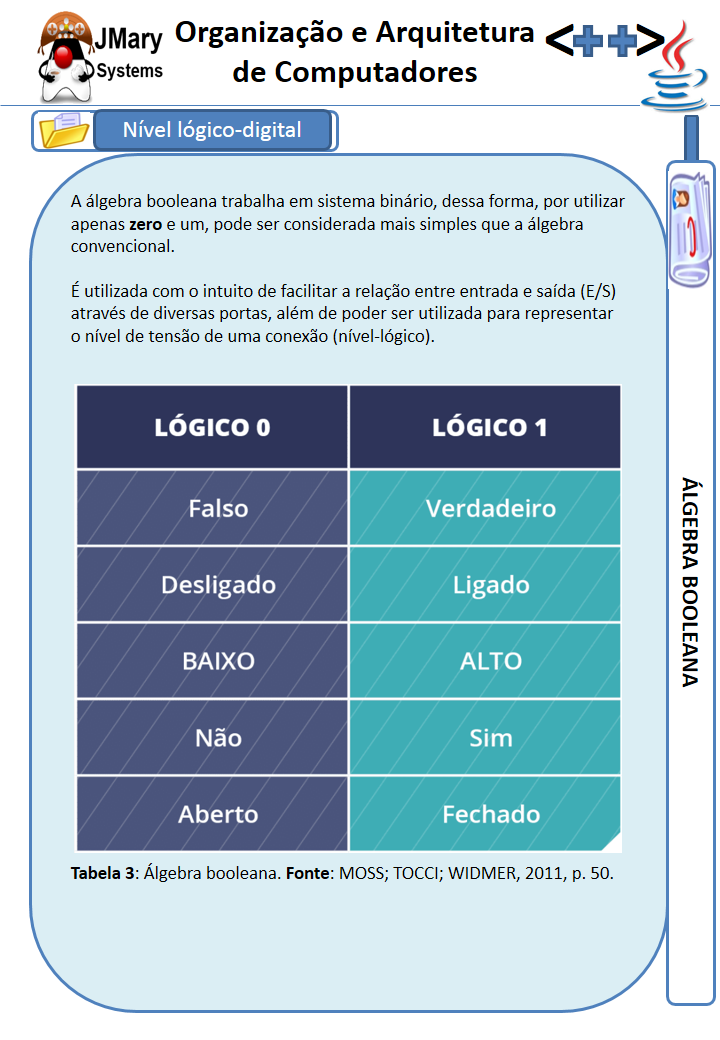 JMary
Systems
Organização e Arquitetura
de Computadores
<++>
Nível lógico-digital
A álgebra booleana trabalha em sistema binário, dessa forma, por utilizar
apenas zero e um, pode ser considerada mais simples que a álgebra
convencional.
É utilizada com o intuito de facilitar a relação entre entrada e saída (E/S)
através de diversas portas, além de poder ser utilizada para representar
o nível de tensão de uma conexão (nível-lógico).
LÓGICO 0 LÓGICO 1
Falso Verdadeiro
Desligado Ligado
BAIXO ALTO
Não Sim
Aberto Fechado
Tabela 3: Álgebra booleana. Fonte: MOSS; TOCCI; WIDMER, 2011, p. 50.
ÁLGEBRA BOOLEANA